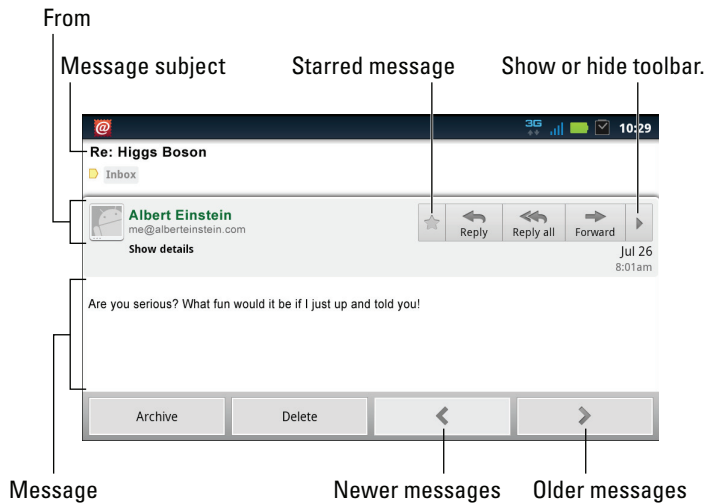 From
Message subject
Starred message
Show or hide toolbar.
@
3G
10:29
Re: Higgs Boson
Inbox
Albert Einstein
me@alberteinstein.com
Show details
Reply
Reply all
Forward
Jul 26
8:01am
Are you serious? What fun would it be if I just up and told you!
Archive
Delete
Message
Newer messages
Older messages